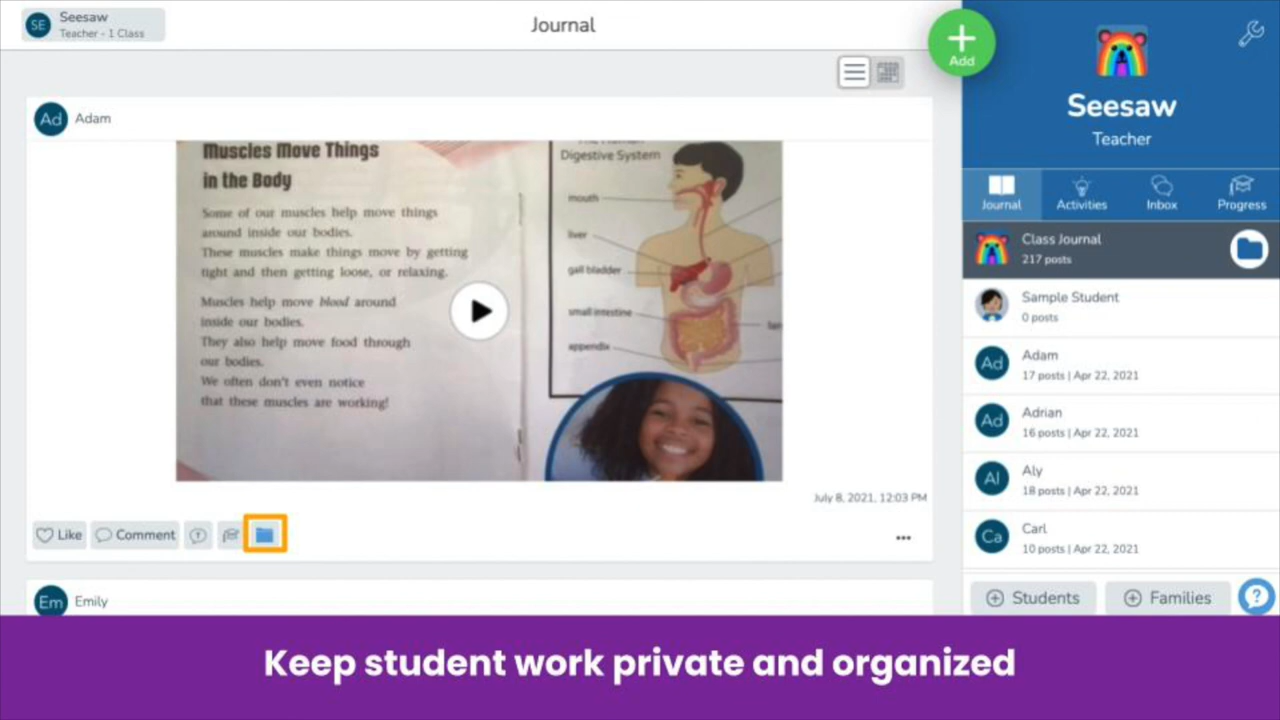 SE
Seesaw
Teacher - 1 Class
Journal
Add
Ad
Adam
Muscles Move Things
in the Body
Some of our muscles help move things
around inside our bodies.
These muscles make things move by getting
tight and then getting loose, or relaxing.
Muscles help move blood around
inside our bodies.
They also help move food through
our bodies.
We often don't even notice
that these muscles are working!
Digestive System
mouth
liver
gall bladder
small intestine
appendix
July 8, 2021, 12:03 PM
Like
Comment
Em
Emily
Seesaw
Teacher
Journal
Activities
Inbox
Progress
Class Journal
217 posts
Sample Student
0 posts
Ad
Adam
17 posts | Apr 22, 2021
Ad
Adrian
16 posts | Apr 22, 2021
Al
Aly
18 posts | Apr 22, 2021
Ca
Carl
10 posts | Apr 22, 2021
Students
Families
?
Keep student work private and organized